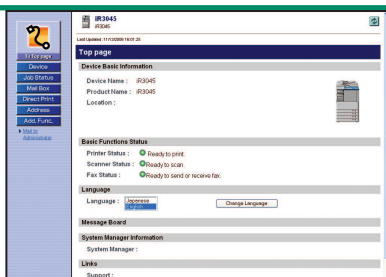 iR3045
iR3045
Last Updated :11/12/2008 16:01:25
To Top page
Top page
Device
Job Status
Mail Box
Direct Print
Address
Add. Func.
Mail to
Administrator
Device Basic Information
Device Name : iR3045
Product Name : iR3045
Location :
Basic Functions Status
Printer Status : Ready to print.
Scanner Status : Ready to scan.
Fax Status : Ready to send or receive fax.
Language
Language : Japanese
English
Change Language
Message Board
System Manager Information
System Manager :
Links
Support :